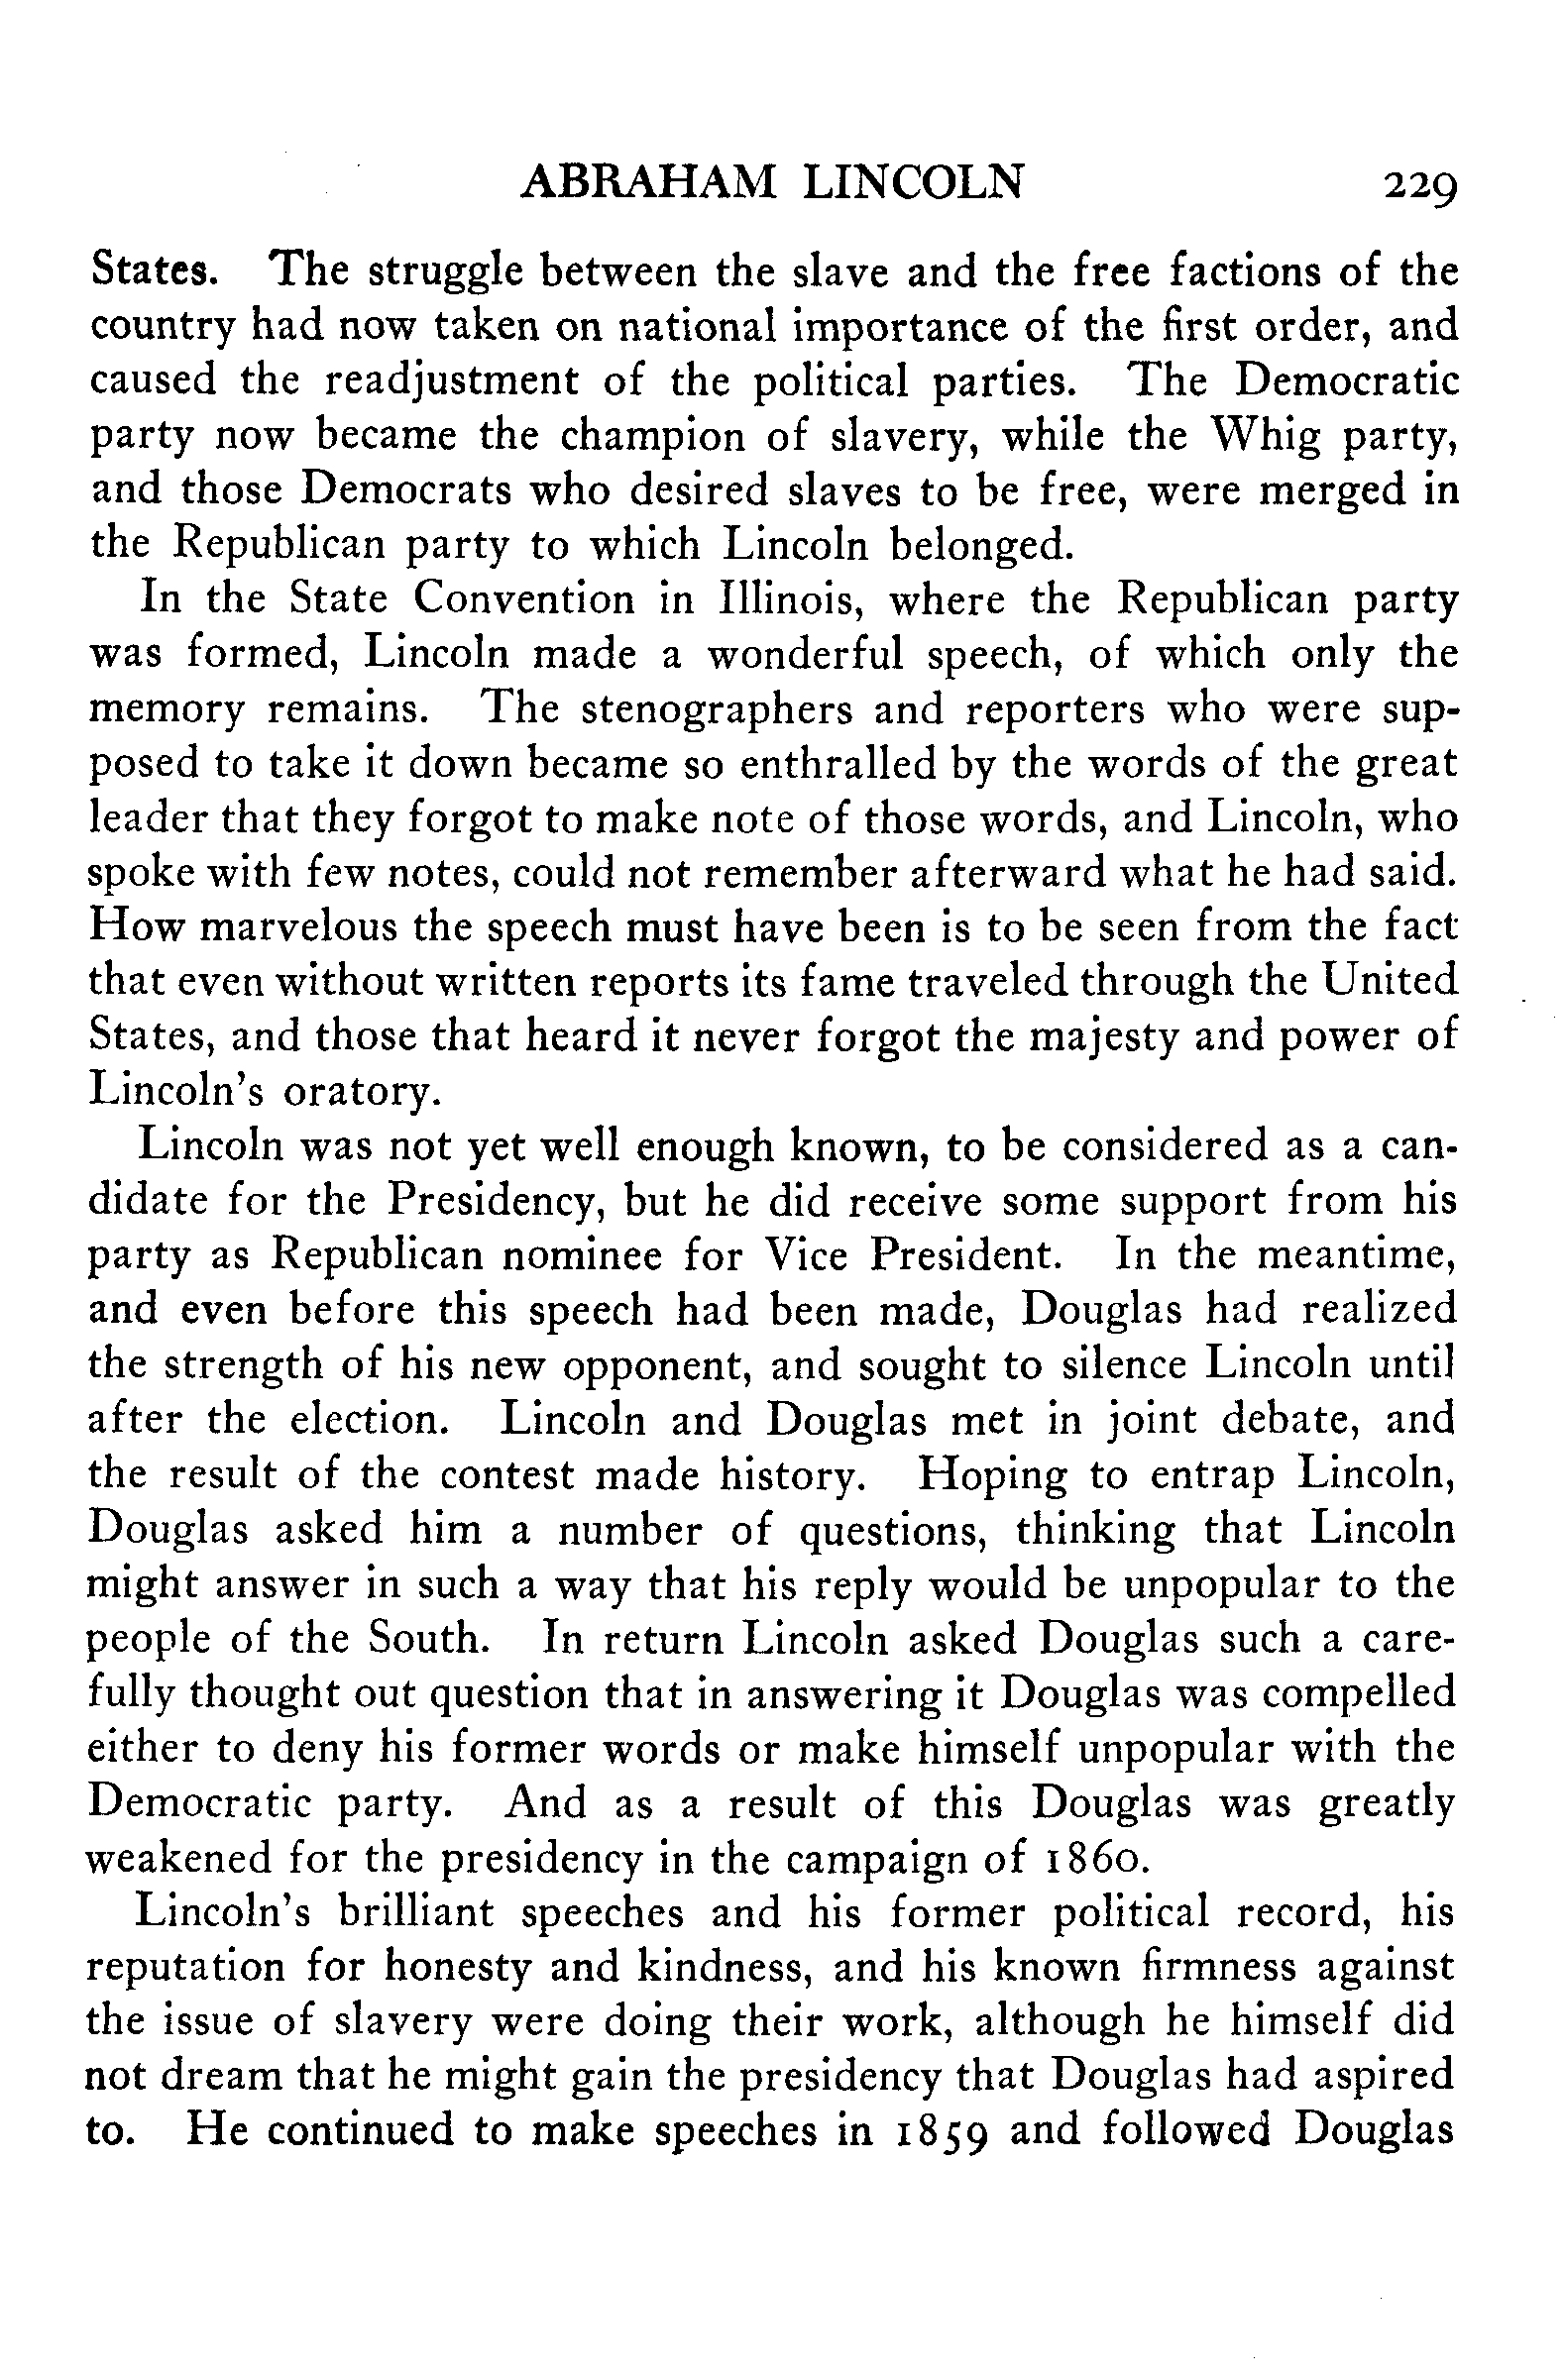 ABRAHAM LINCOLN 229
States. The struggle between the slave and the free factions of the
country had now taken on national importance of the first order, and
caused the readjustment of the political parties. The Democratic
party now became the champion of slavery, while the Whig party,
and those Democrats who desired slaves to be free, were merged in
the Republican party to which Lincoln belonged.
In the State Convention in Illinois, where the Republican party
was formed, Lincoln made a wonderful speech, of which only the
memory remains. The stenographers and reporters who were sup-
posed to take it down became so enthralled by the words of the great
leader that they forgot to make note of those words, and Lincoln, who
spoke with few notes, could not remember afterward what he had said.
How marvelous the speech must have been is to be seen from the fact
that even without written reports its fame traveled through the United
States, and those that heard it never forgot the majesty and power of
Lincoln's oratory.
Lincoln was not yet well enough known, to be considered as a can-
didate for the Presidency, but he did receive some support from his
party as Republican nominee for Vice President. In the meantime,
and even before this speech had been made, Douglas had realized
the strength of his new opponent, and sought to silence Lincoln until
after the election. Lincoln and Douglas met in joint debate, and
the result of the contest made history. Hoping to entrap Lincoln,
Douglas asked him a number of questions, thinking that Lincoln
might answer in such a way that his reply would be unpopular to the
people of the South. In return Lincoln asked Douglas such a care-
fully thought out question that in answering it Douglas was compelled
either to deny his former words or make himself unpopular with the
Democratic party. And as a result of this Douglas was greatly
weakened for the presidency in the campaign of 1860.
Lincoln's brilliant speeches and his former political record, his
reputation for honesty and kindness, and his known firmness against
the issue of slavery were doing their work, although he himself did
not dream that he might gain the presidency that Douglas had aspired
to. He continued to make speeches in 1859 and followed Douglas